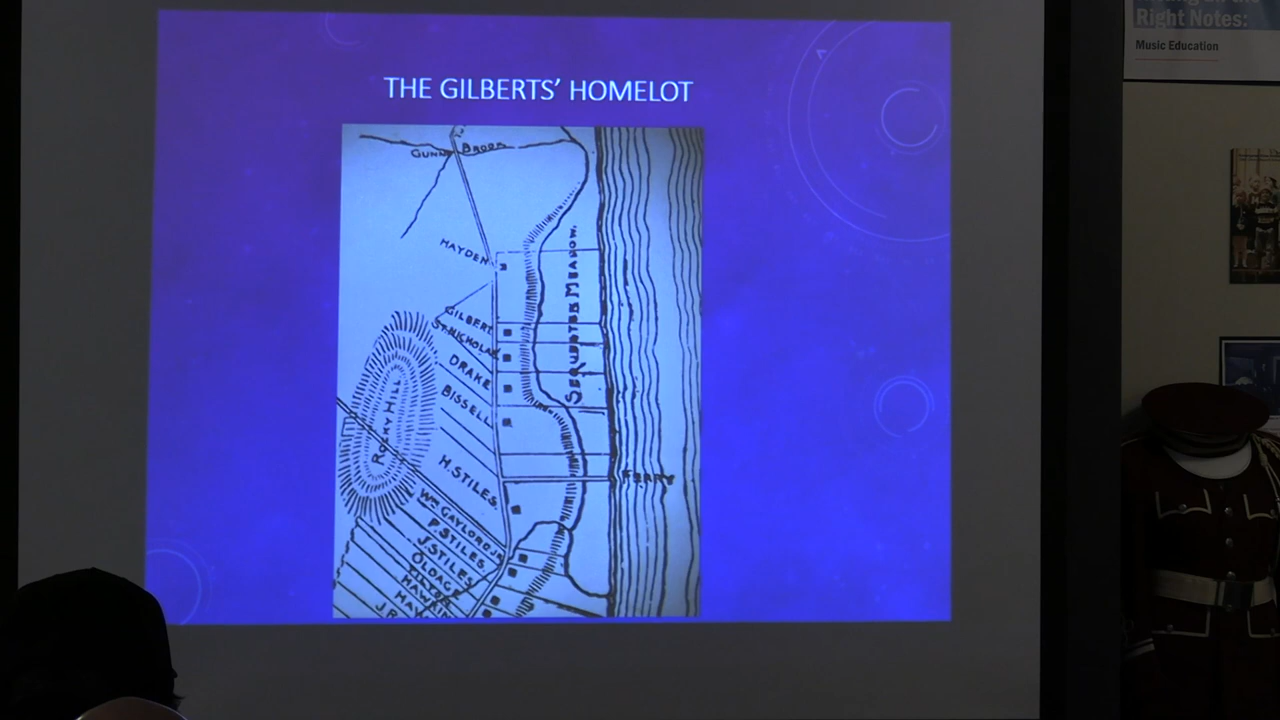 THE GILBERTS' HOMELOT
GUNN BROOK
HAYDEN
SEQUESTER MEADOW.
GILBERT
ST. NICHOLAS
DRAKE
BISSELL
ROCKY HILL
H. STILES
FERRY
WM GAYLORD JR
P. STILES
J. STILES
OLDAGE
Right Notes:
Music Education